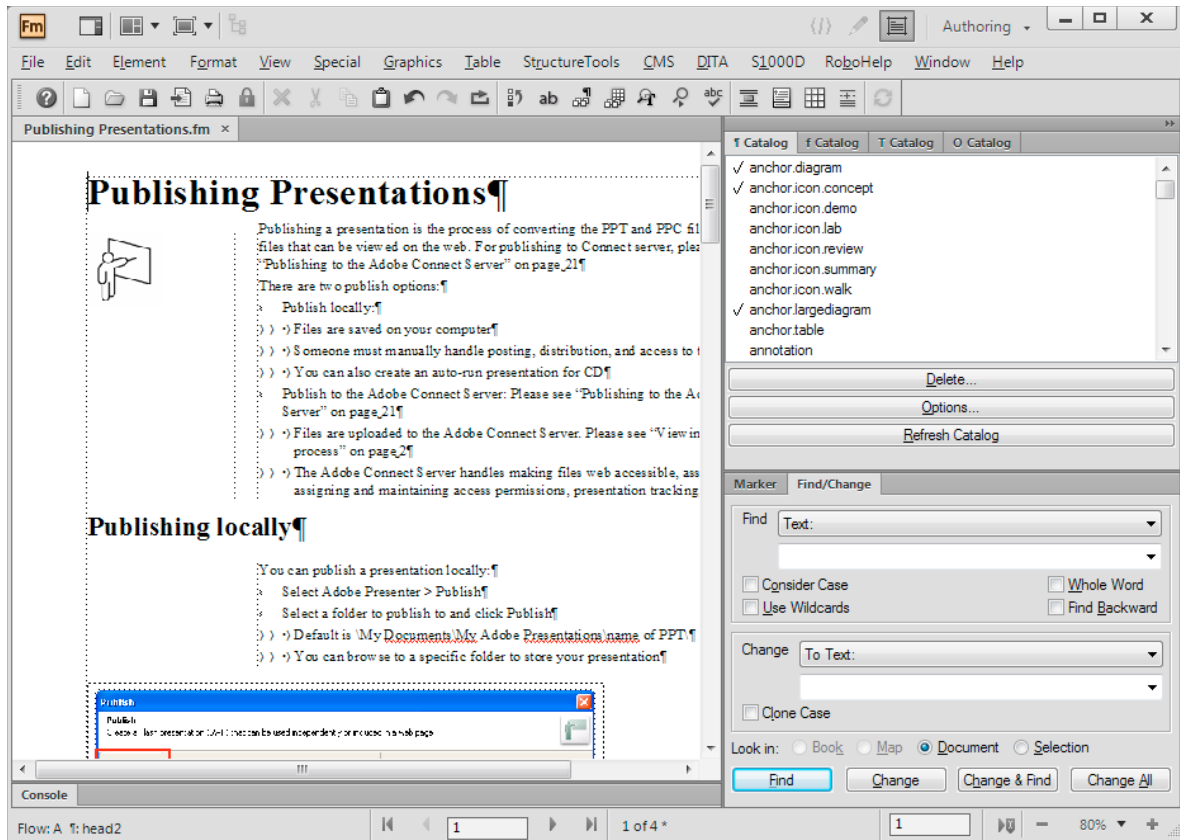 Fm
Authoring
File Edit Element Format View Special Graphics Table StructureTools CMS DITA S1000D RoboHelp Window Help
Publishing Presentations.fm ×
Publishing Presentations¶
Publishing a presentation is the process of converting the PPT and PPC fil
files that can be viewed on the web. For publishing to Connect server, plea
“Publishing to the Adobe Connect Server” on page 21¶
There are two publish options:¶
Publish locally:¶
Files are saved on your computer¶
Someone must manually handle posting, distribution, and access to t
You can also create an auto-run presentation for CD¶
Publish to the Adobe Connect Server: Please see “Publishing to the Ad
Server” on page 21¶
Files are uploaded to the Adobe Connect Server. Please see “Viewin
process” on page 2¶
The Adobe Connect Server handles making files web accessible, ass
assigning and maintaining access permissions, presentation tracking
Publishing locally¶
You can publish a presentation locally:¶
Select Adobe Presenter > Publish¶
Select a folder to publish to and click Publish¶
Default is \My Documents\My Adobe Presentations\name of PPT\¶
You can browse to a specific folder to store your presentation¶
Publish
Publish
Console
Flow: A ¶: head2
1
1 of 4 *
1
80%
¶ Catalog f Catalog T Catalog O Catalog
✓ anchor.diagram
✓ anchor.icon.concept
anchor.icon.demo
anchor.icon.lab
anchor.icon.review
anchor.icon.summary
anchor.icon.walk
✓ anchor.largediagram
anchor.table
annotation
Delete...
Options...
Refresh Catalog
Marker Find/Change
Find Text:
Consider Case Whole Word
Use Wildcards Find Backward
Change To Text:
Clone Case
Look in: Book Map Document Selection
Find Change Change & Find Change All